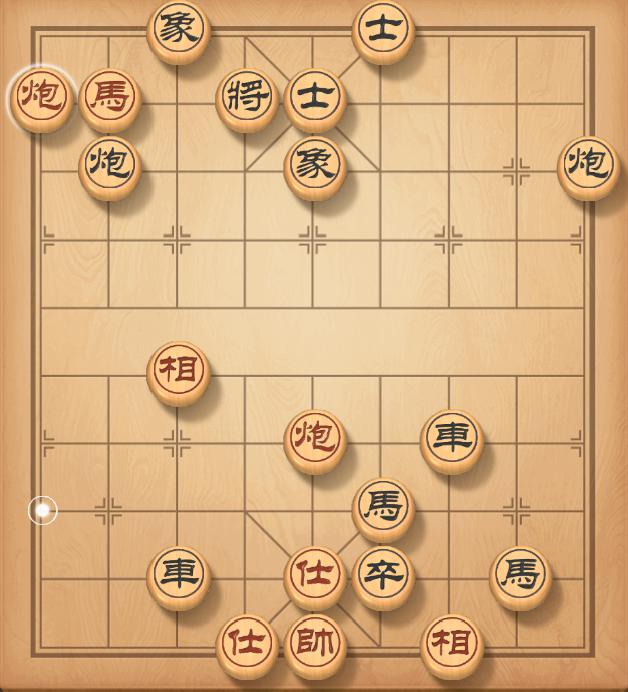 象 士
炮 馬 將 士
炮 象 炮
相
炮 車
馬
車 仕 卒 馬
仕 帥 相